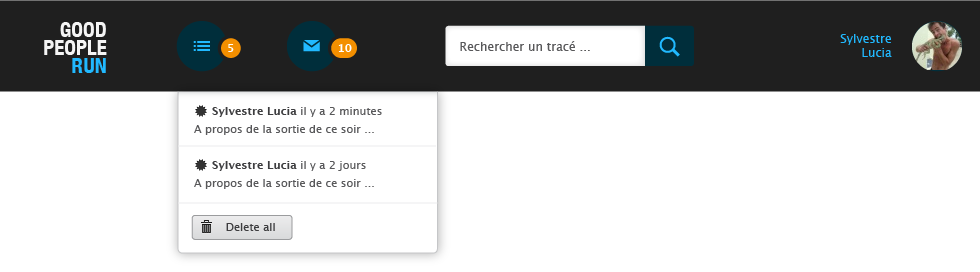 GOOD
PEOPLE
RUN
5
10
Rechercher un tracé ...
Sylvestre
Lucia
Sylvestre Lucia il y a 2 minutes
A propos de la sortie de ce soir ...
Sylvestre Lucia il y a 2 jours
A propos de la sortie de ce soir ...
Delete all